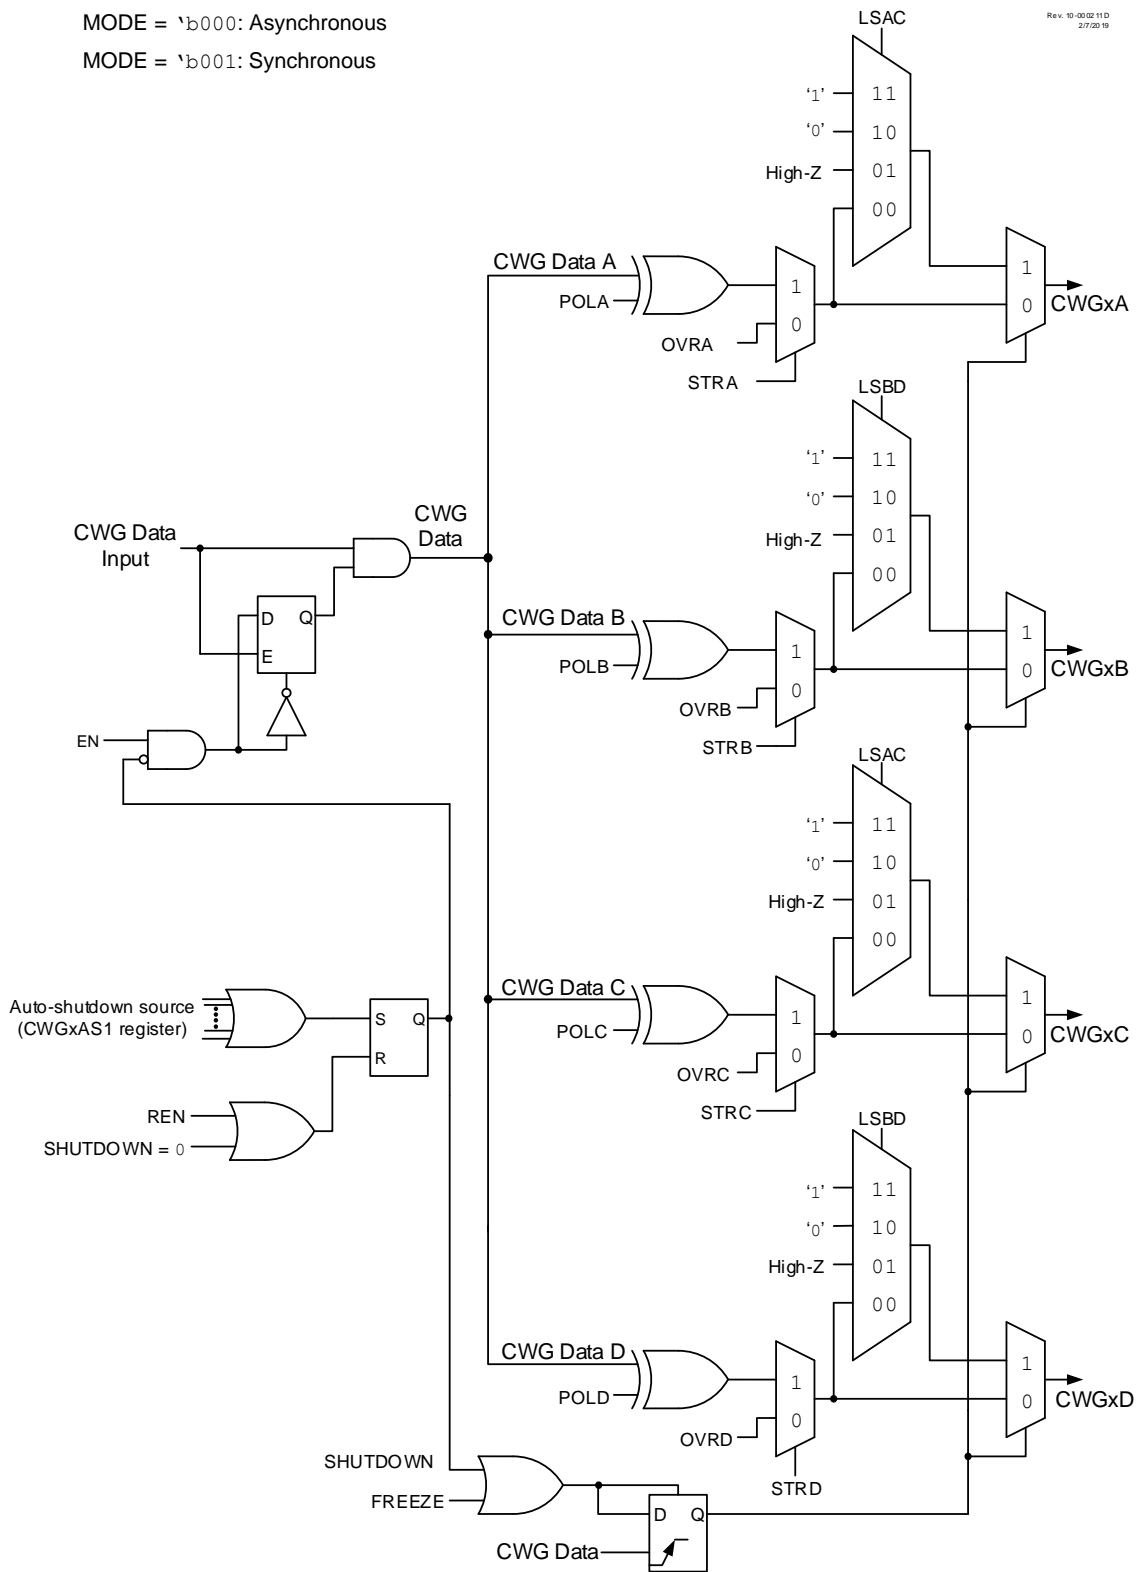 MODE = ‘b000: Asynchronous
MODE = ‘b001: Synchronous
Rev. 10-000211D
2/7/2019
LSAC
‘1’
11
‘0’
10
High-Z
01
00
CWG Data A
POLA
1
0
OVRA
STRA
1
0
CWGxA
LSBD
‘1’
11
‘0’
10
High-Z
01
00
CWG Data
Input
CWG
Data
D
Q
E
EN
CWG Data B
POLB
1
0
OVRB
STRB
1
0
CWGxB
LSAC
‘1’
11
‘0’
10
High-Z
01
00
CWG Data C
POLC
1
0
OVRC
STRC
1
0
CWGxC
Auto-shutdown source
(CWGxAS1 register)
S
Q
R
REN
SHUTDOWN = 0
LSBD
‘1’
11
‘0’
10
High-Z
01
00
CWG Data D
POLD
1
0
OVRD
STRD
1
0
CWGxD
SHUTDOWN
FREEZE
D
Q
CWG Data